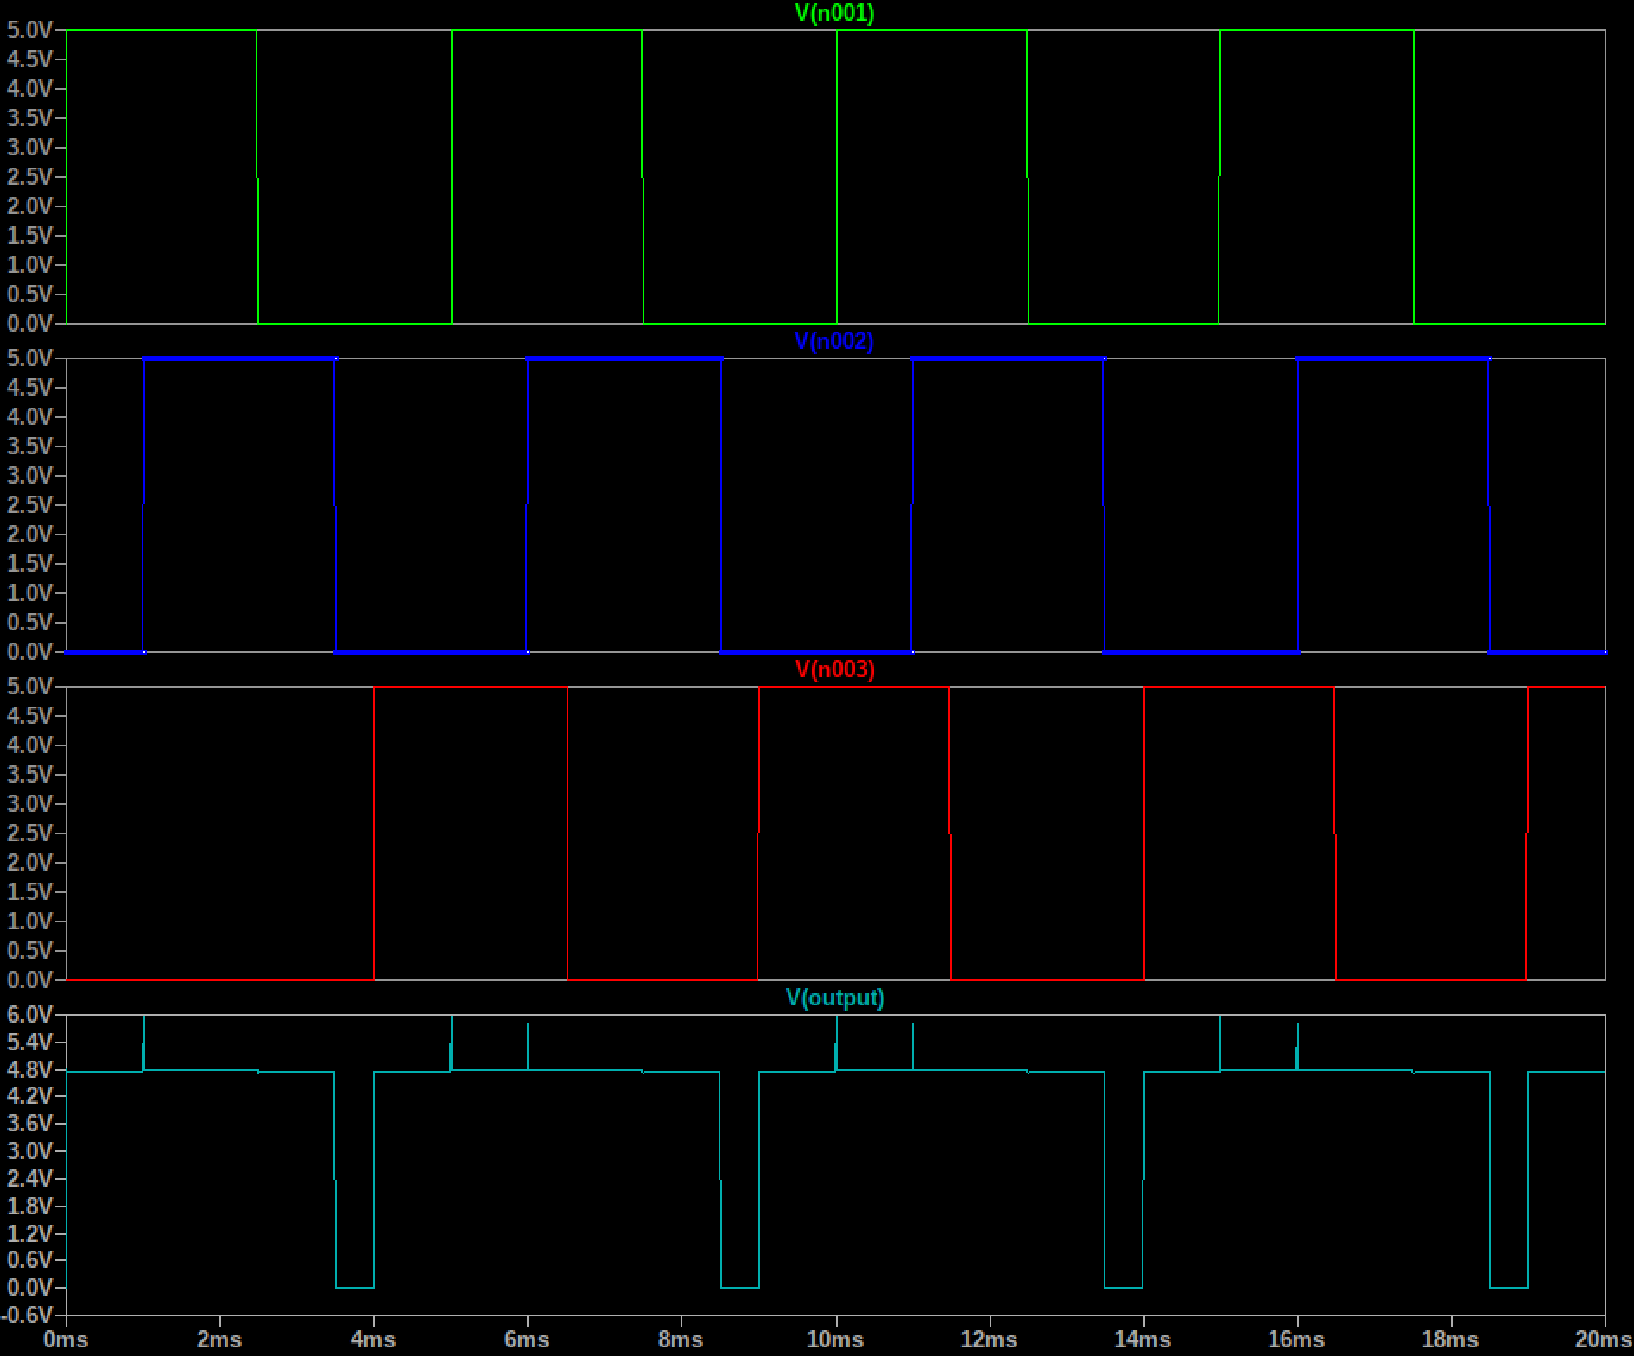 V(n001)
5.0V
4.5V
4.0V
3.5V
3.0V
2.5V
2.0V
1.5V
1.0V
0.5V
0.0V
V(n002)
5.0V
4.5V
4.0V
3.5V
3.0V
2.5V
2.0V
1.5V
1.0V
0.5V
0.0V
V(n003)
5.0V
4.5V
4.0V
3.5V
3.0V
2.5V
2.0V
1.5V
1.0V
0.5V
0.0V
V(output)
6.0V
5.4V
4.8V
4.2V
3.6V
3.0V
2.4V
1.8V
1.2V
0.6V
0.0V
-0.6V
0ms 2ms 4ms 6ms 8ms 10ms 12ms 14ms 16ms 18ms 20ms